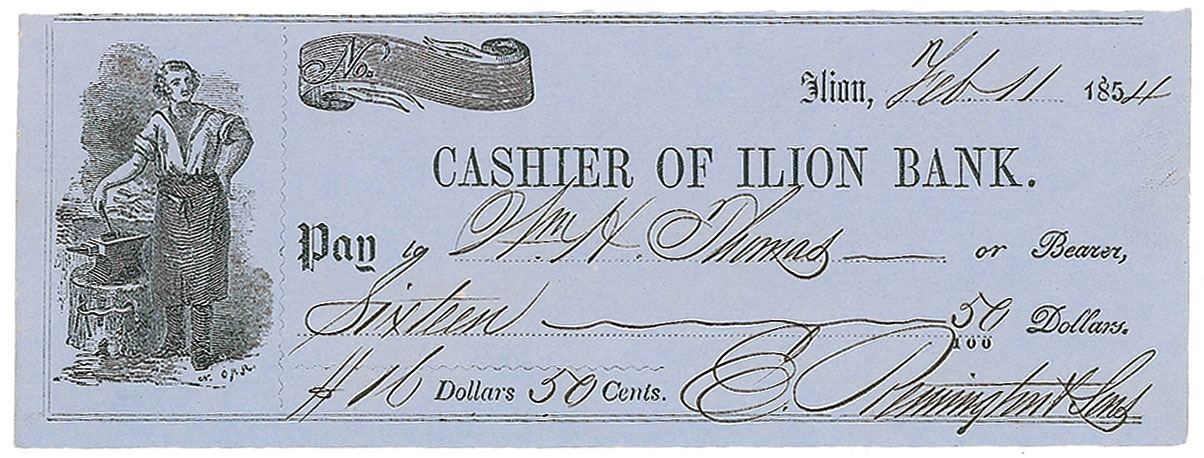 No.
Ilion, Feb. 11 1854
CASHIER OF ILION BANK.
Pay to Wm H. Thomas or Bearer,
Sixteen 50/100 Dollars.
$16 Dollars 50 Cents. E. Remington & Sons